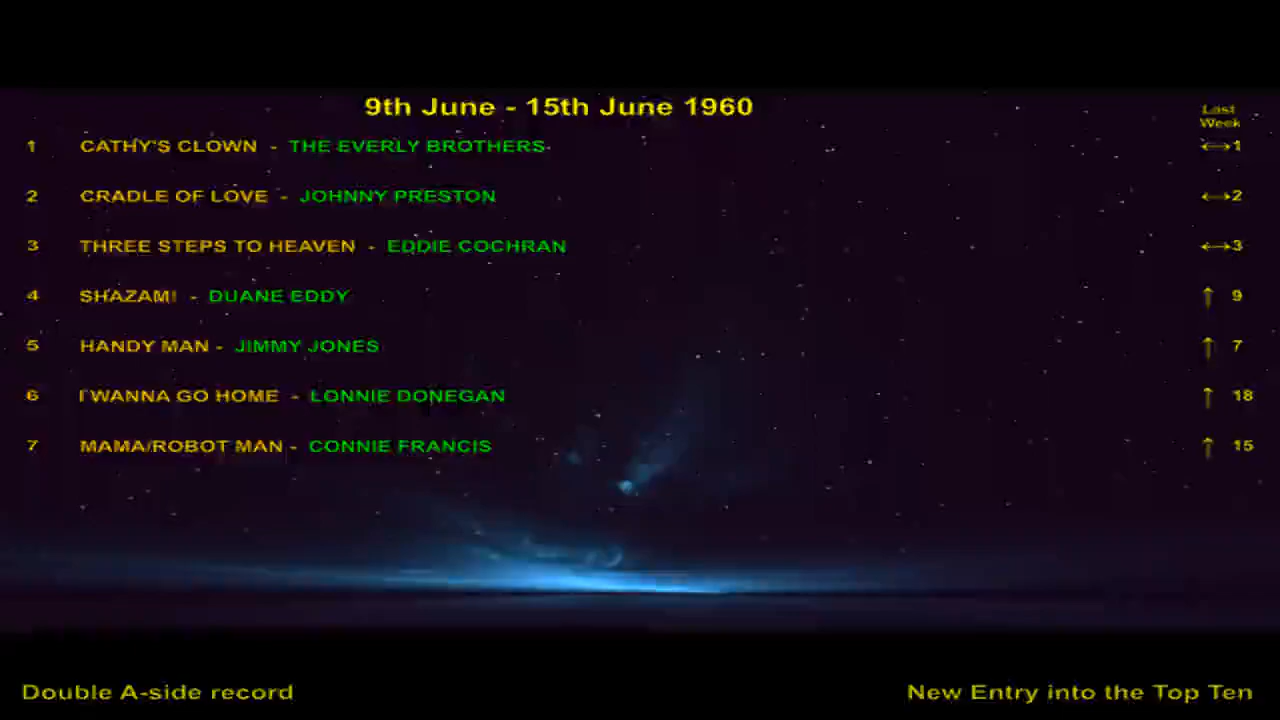 9th June - 15th June 1960
Last
Week
1 CATHY'S CLOWN - THE EVERLY BROTHERS ↔1
2 CRADLE OF LOVE - JOHNNY PRESTON ↔2
3 THREE STEPS TO HEAVEN - EDDIE COCHRAN ↔3
4 SHAZAM! - DUANE EDDY ↑ 9
5 HANDY MAN - JIMMY JONES ↑ 7
6 I WANNA GO HOME - LONNIE DONEGAN ↑ 18
7 MAMA/ROBOT MAN - CONNIE FRANCIS ↑ 15
Double A-side record New Entry into the Top Ten